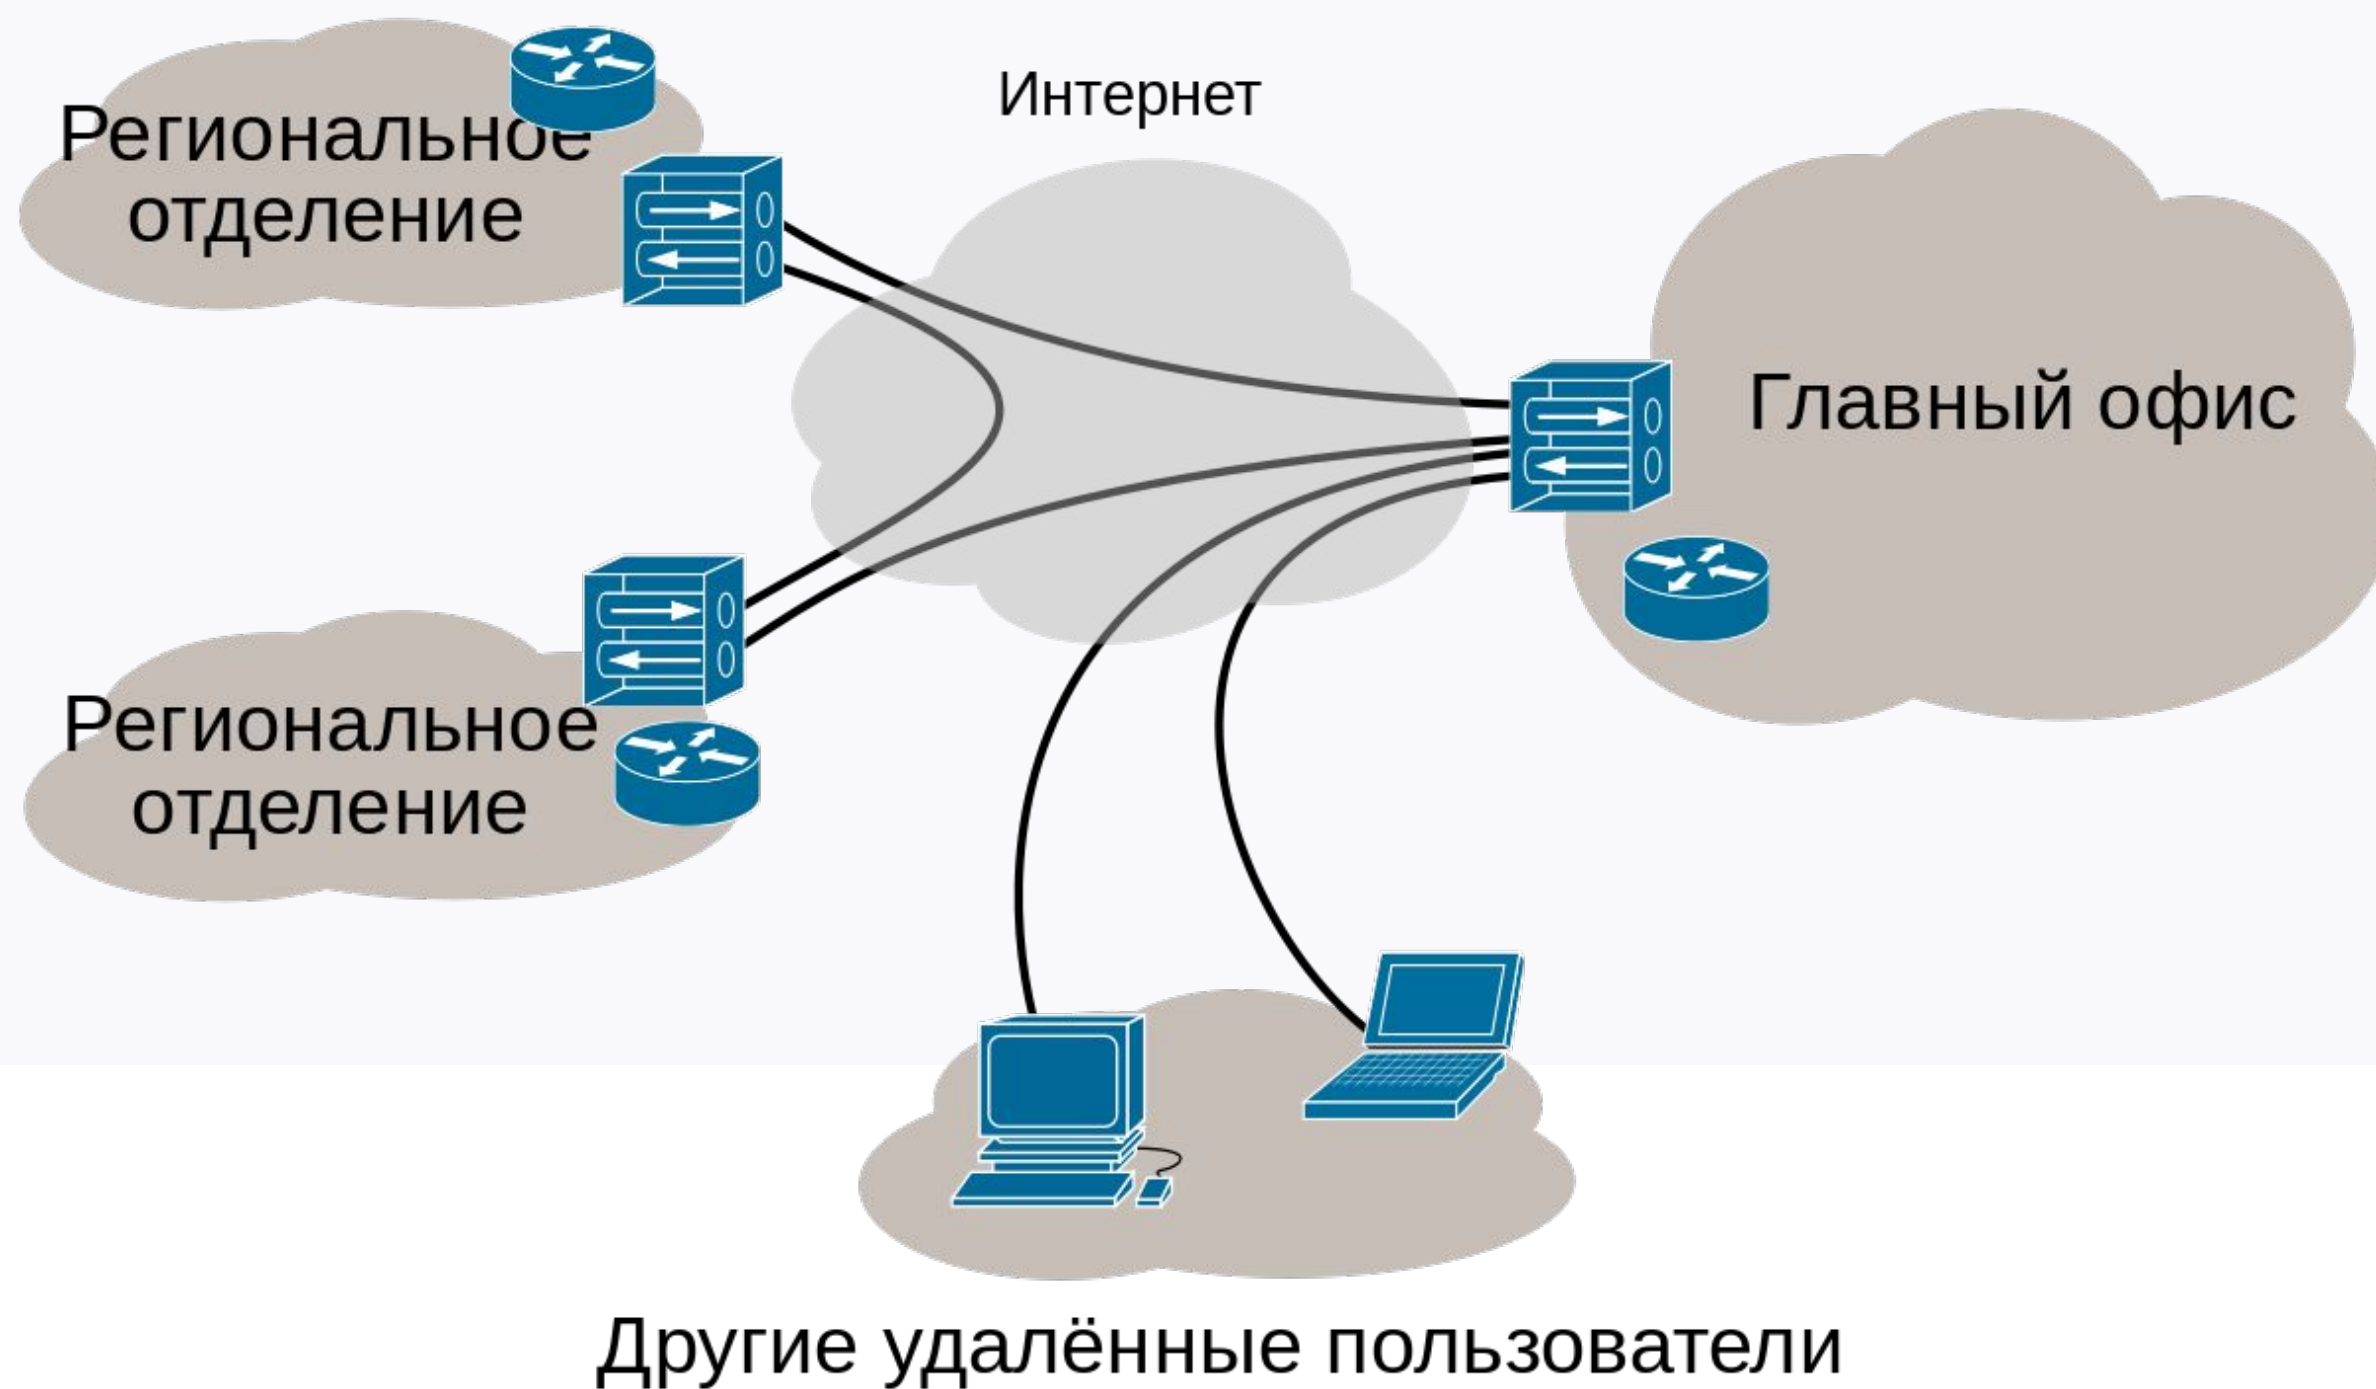 Региональное
отделение
Интернет
Главный офис
Региональное
отделение
Другие удалённые пользователи